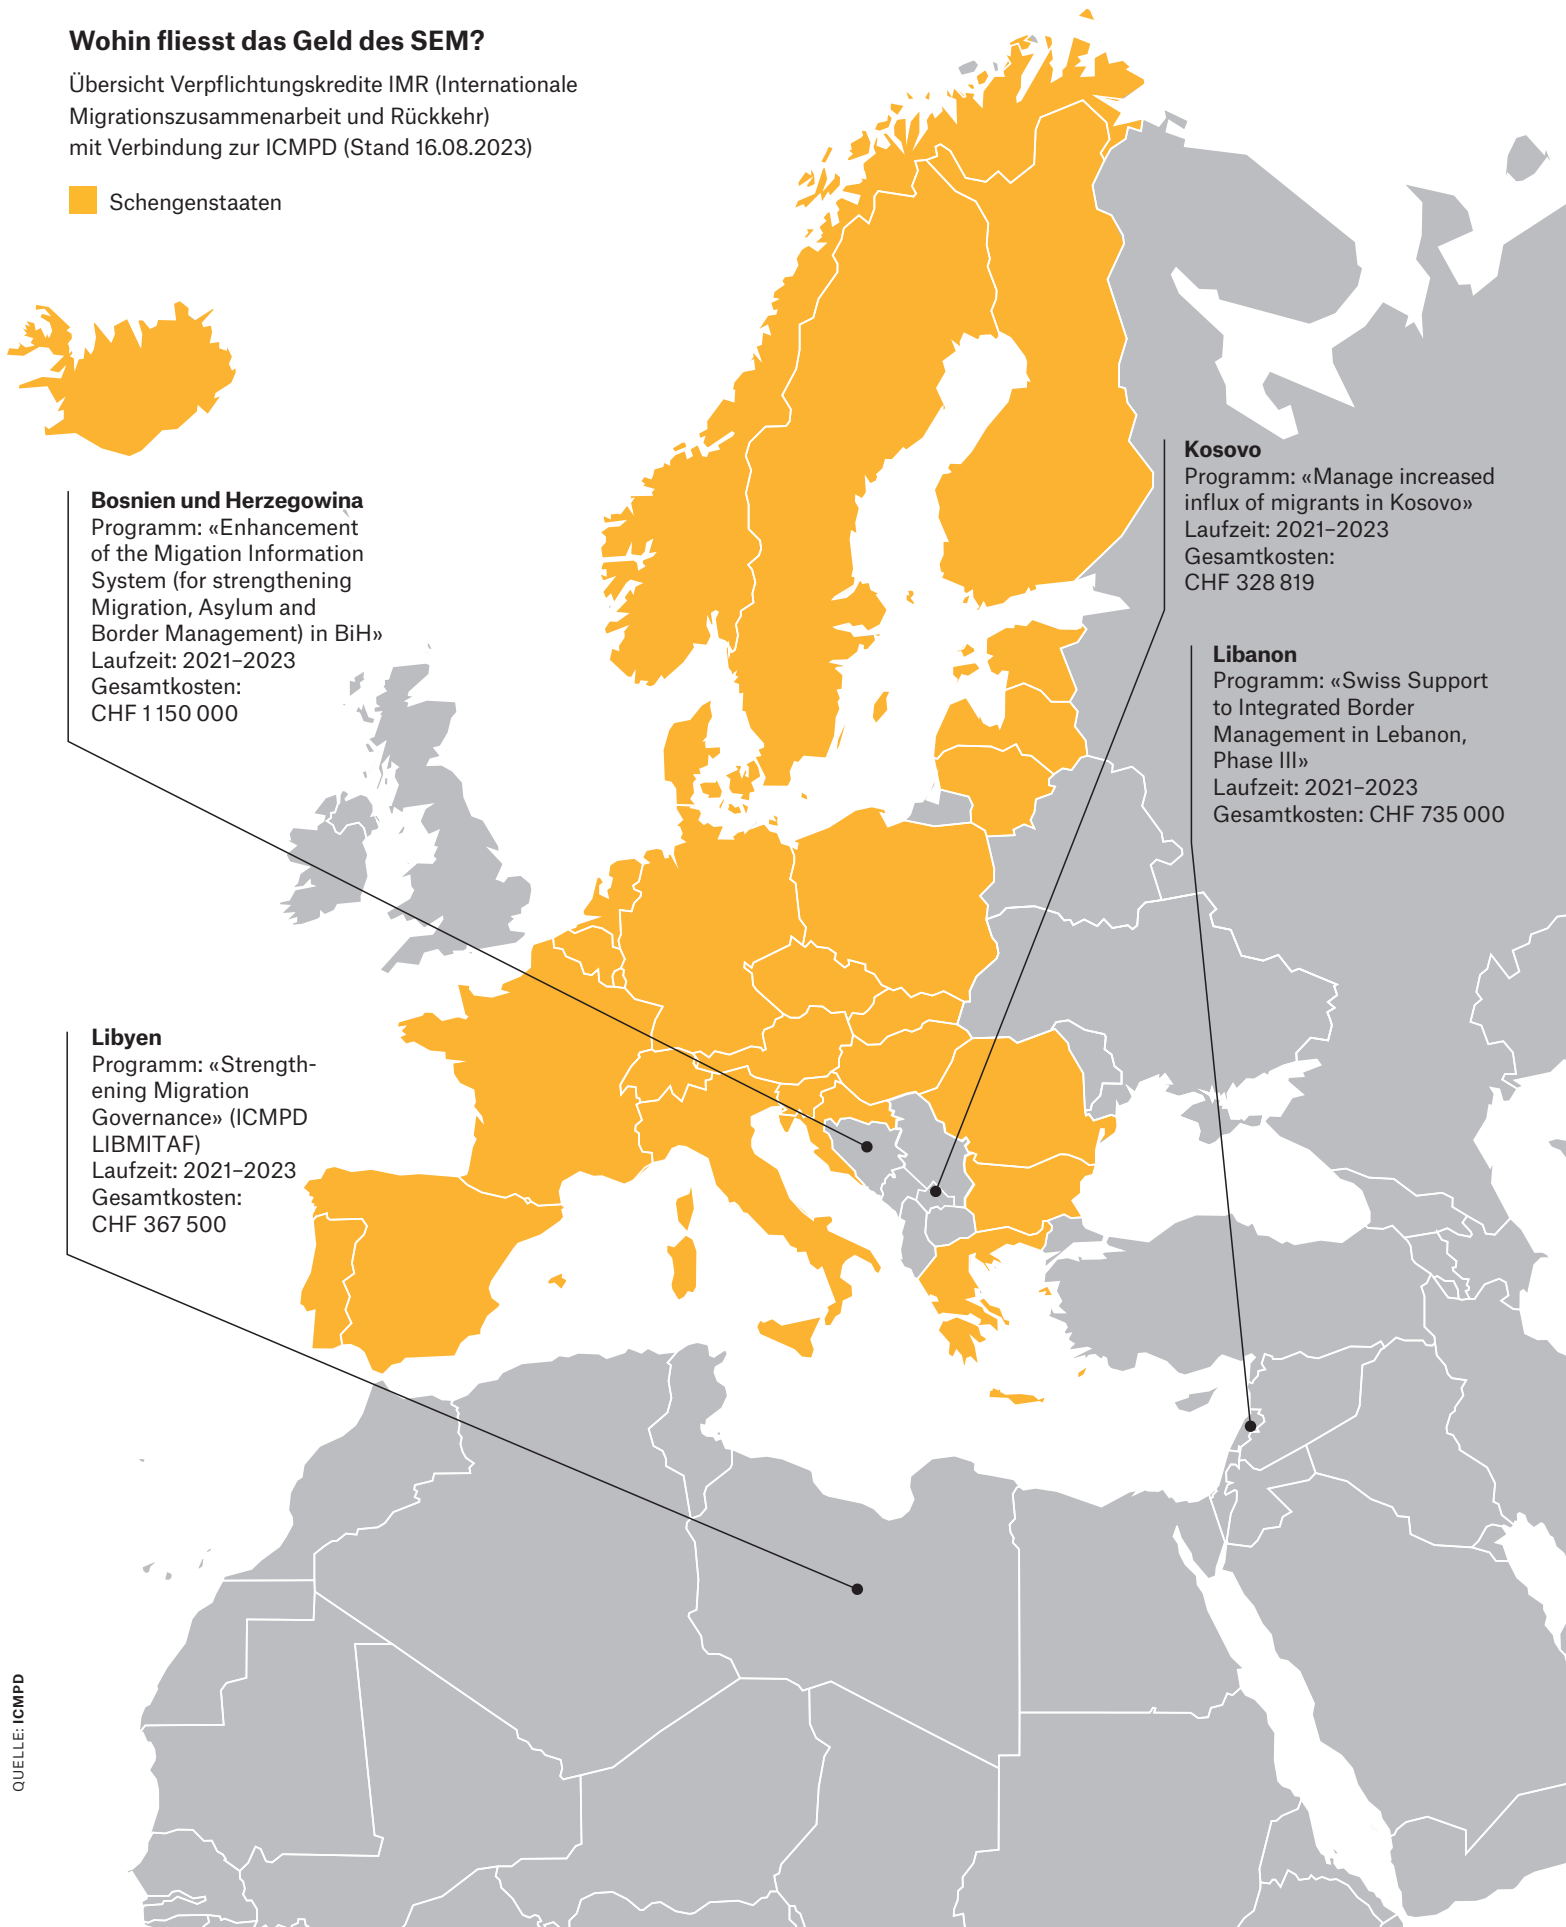 Wohin fliesst das Geld des SEM?
Übersicht Verpflichtungskredite IMR (Internationale
Migrationszusammenarbeit und Rückkehr)
mit Verbindung zur ICMPD (Stand 16.08.2023)
Schengenstaaten
Bosnien und Herzegowina
Programm: «Enhancement
of the Migation Information
System (for strengthening
Migration, Asylum and
Border Management) in BiH»
Laufzeit: 2021–2023
Gesamtkosten:
CHF 1 150 000
Kosovo
Programm: «Manage increased
influx of migrants in Kosovo»
Laufzeit: 2021–2023
Gesamtkosten:
CHF 328 819
Libanon
Programm: «Swiss Support
to Integrated Border
Management in Lebanon,
Phase III»
Laufzeit: 2021–2023
Gesamtkosten: CHF 735 000
Libyen
Programm: «Strength-
ening Migration
Governance» (ICMPD
LIBMITAF)
Laufzeit: 2021–2023
Gesamtkosten:
CHF 367 500
QUELLE: ICMPD